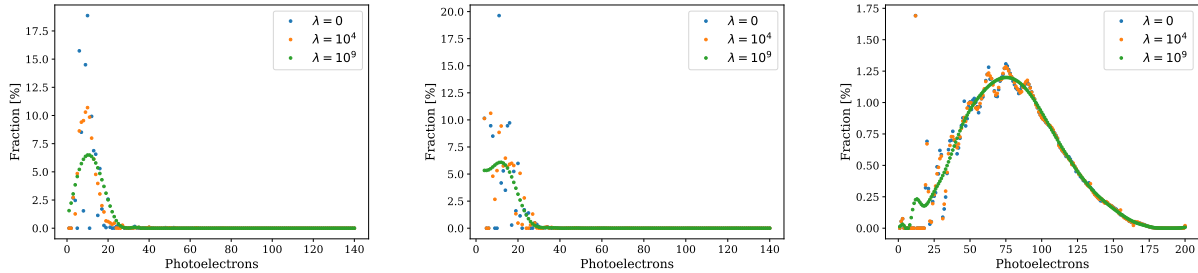 17.5
15.0
12.5
10.0
7.5
5.0
2.5
0.0
Fraction [%]
0 20 40 60 80 100 120 140
Photoelectrons
λ = 0
λ = 10⁴
λ = 10⁹
20.0
17.5
15.0
12.5
10.0
7.5
5.0
2.5
0.0
Fraction [%]
0 20 40 60 80 100 120 140
Photoelectrons
λ = 0
λ = 10⁴
λ = 10⁹
1.75
1.50
1.25
1.00
0.75
0.50
0.25
0.00
Fraction [%]
0 25 50 75 100 125 150 175 200
Photoelectrons
λ = 0
λ = 10⁴
λ = 10⁹